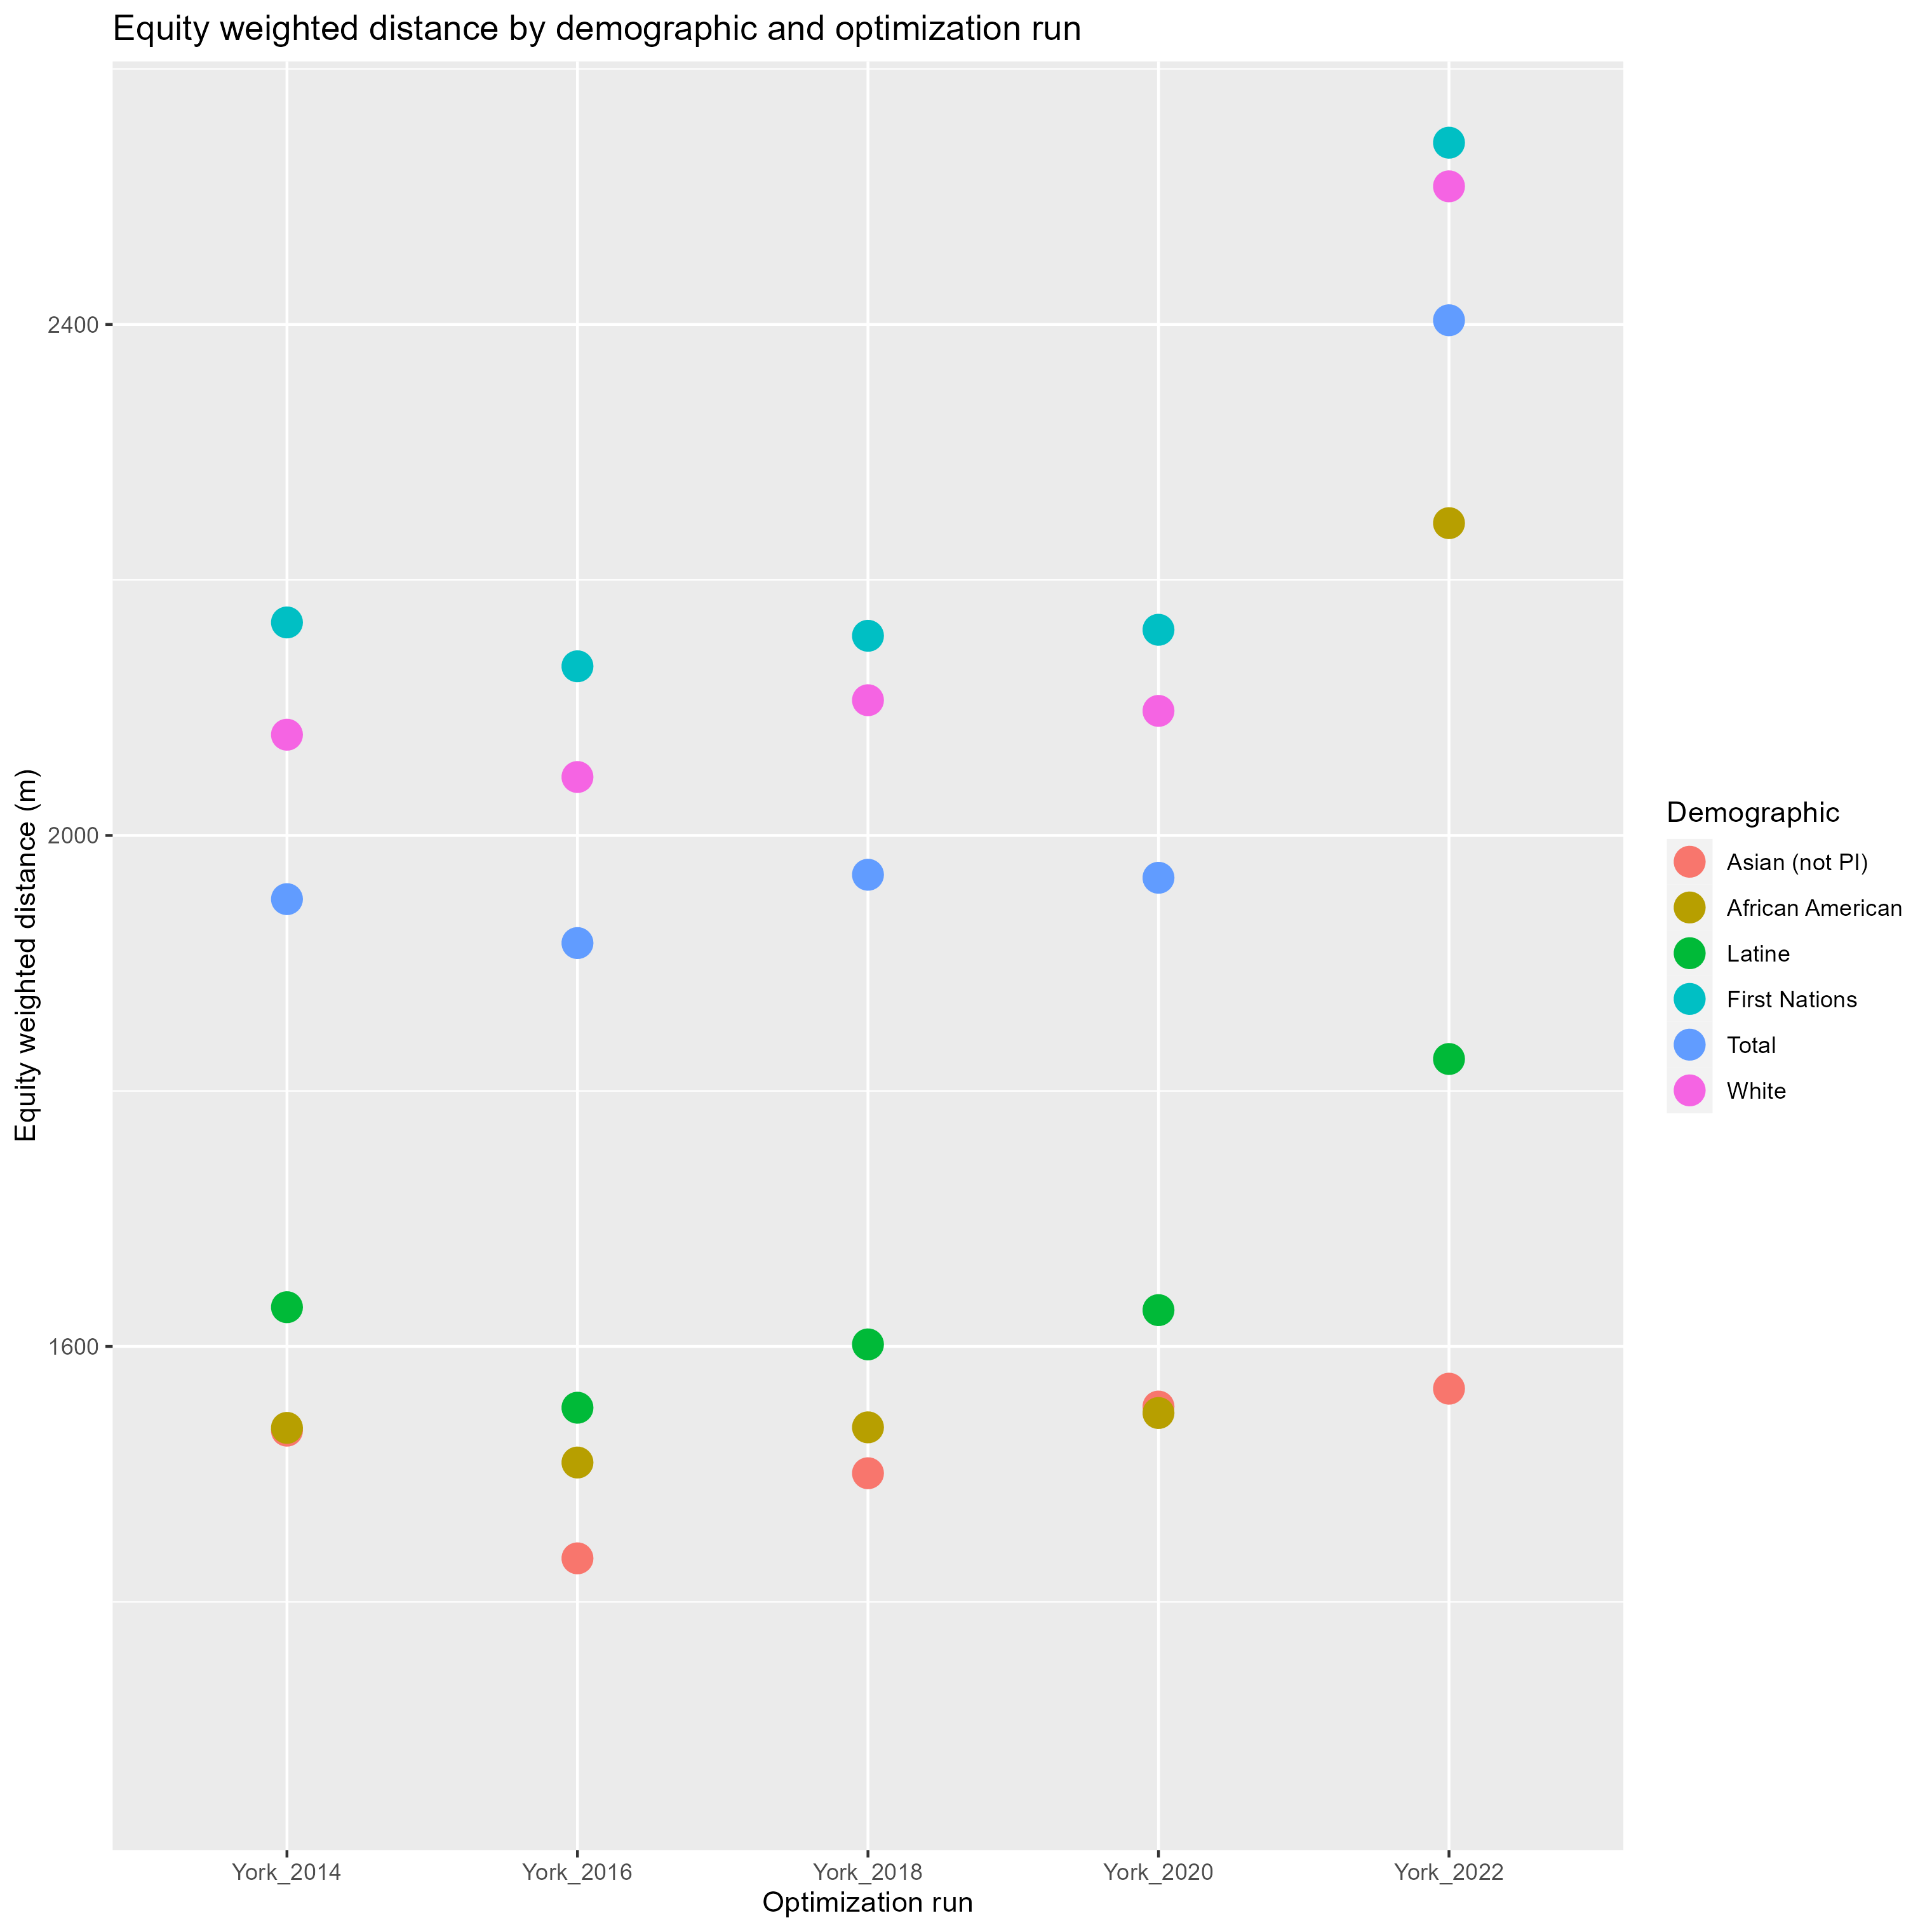 Equity weighted distance by demographic and optimization run
Equity weighted distance (m)
2400
2000
1600
York_2014
York_2016
York_2018
York_2020
York_2022
Optimization run
Demographic
Asian (not PI)
African American
Latine
First Nations
Total
White